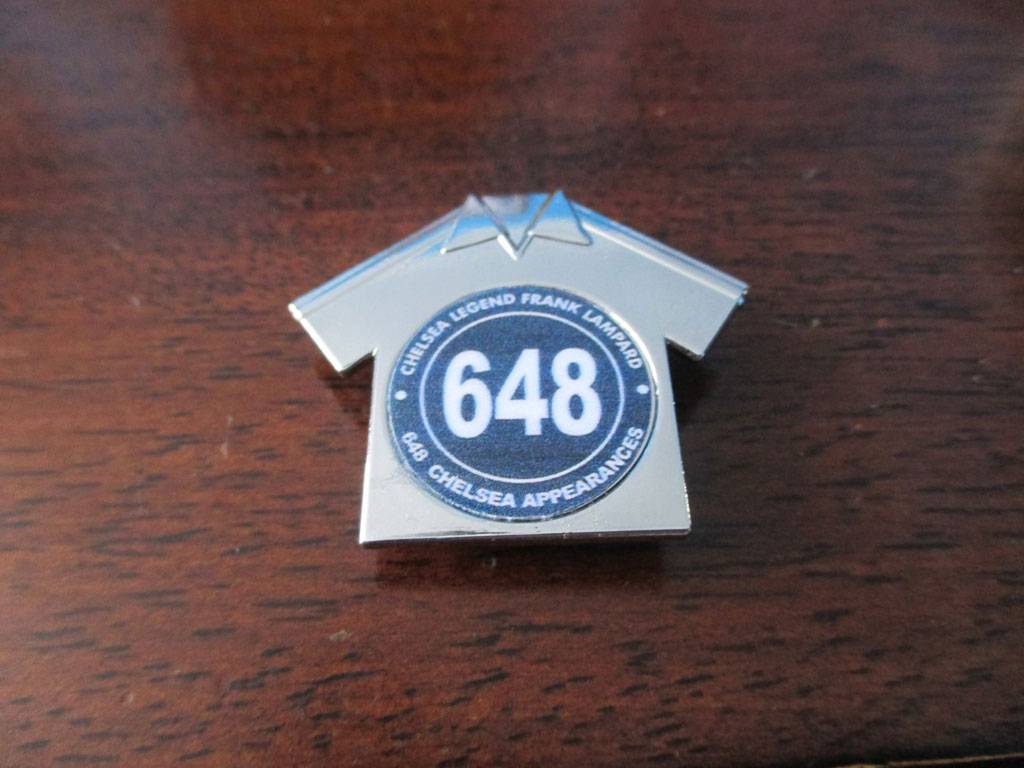 CHELSEA LEGEND FRANK LAMPARD
648
648 CHELSEA APPEARANCES